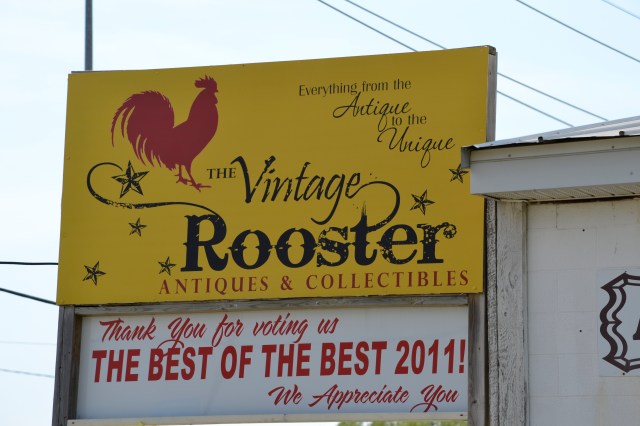 Everything from the
Antique
to the
Unique
THE Vintage
Rooster
ANTIQUES & COLLECTIBLES
Thank You for voting us
THE BEST OF THE BEST 2011!
We Appreciate You